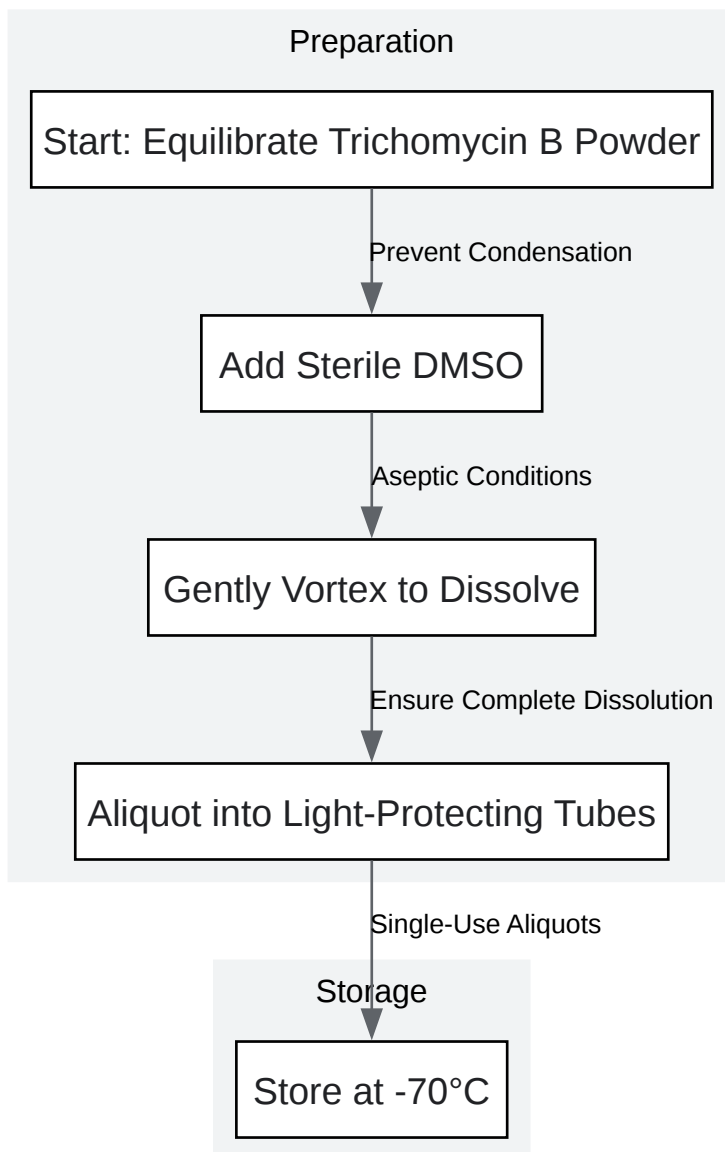 Preparation
Start: Equilibrate Trichomycin B Powder
Prevent Condensation
Add Sterile DMSO
Aseptic Conditions
Gently Vortex to Dissolve
Ensure Complete Dissolution
Aliquot into Light-Protecting Tubes
Single-Use Aliquots
Storage
Store at -70°C